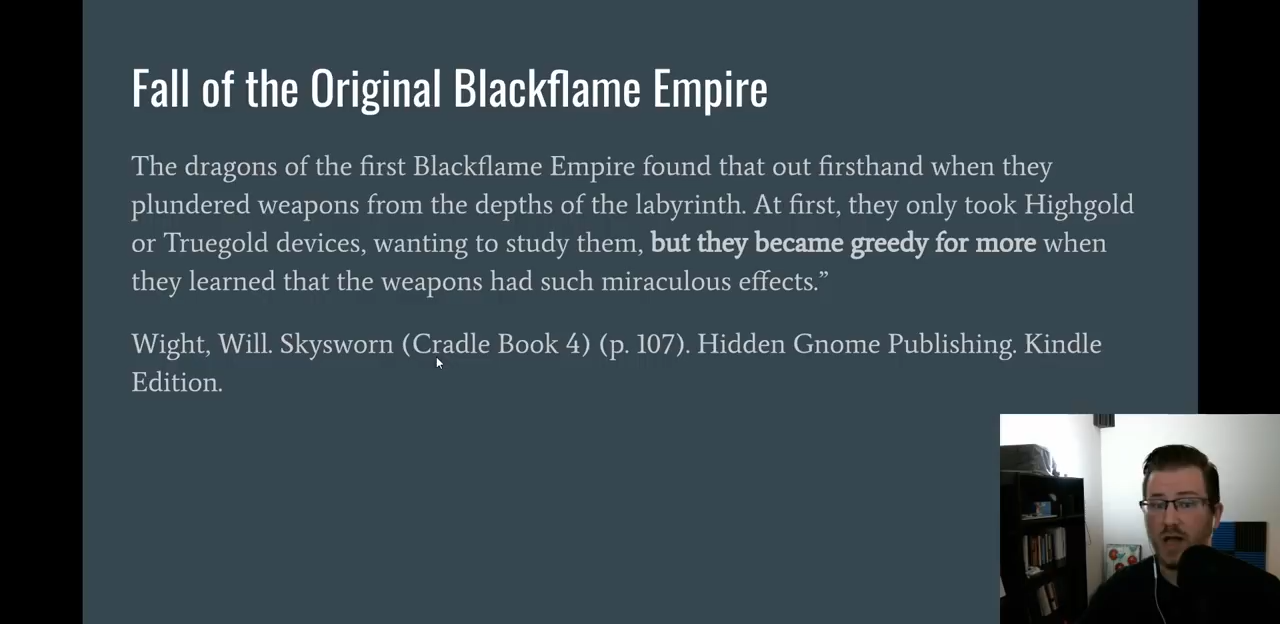 Fall of the Original Blackflame Empire
The dragons of the first Blackflame Empire found that out firsthand when they
plundered weapons from the depths of the labyrinth. At first, they only took Highgold
or Truegold devices, wanting to study them, but they became greedy for more when
they learned that the weapons had such miraculous effects.”
Wight, Will. Skysworn (Cradle Book 4) (p. 107). Hidden Gnome Publishing. Kindle
Edition.